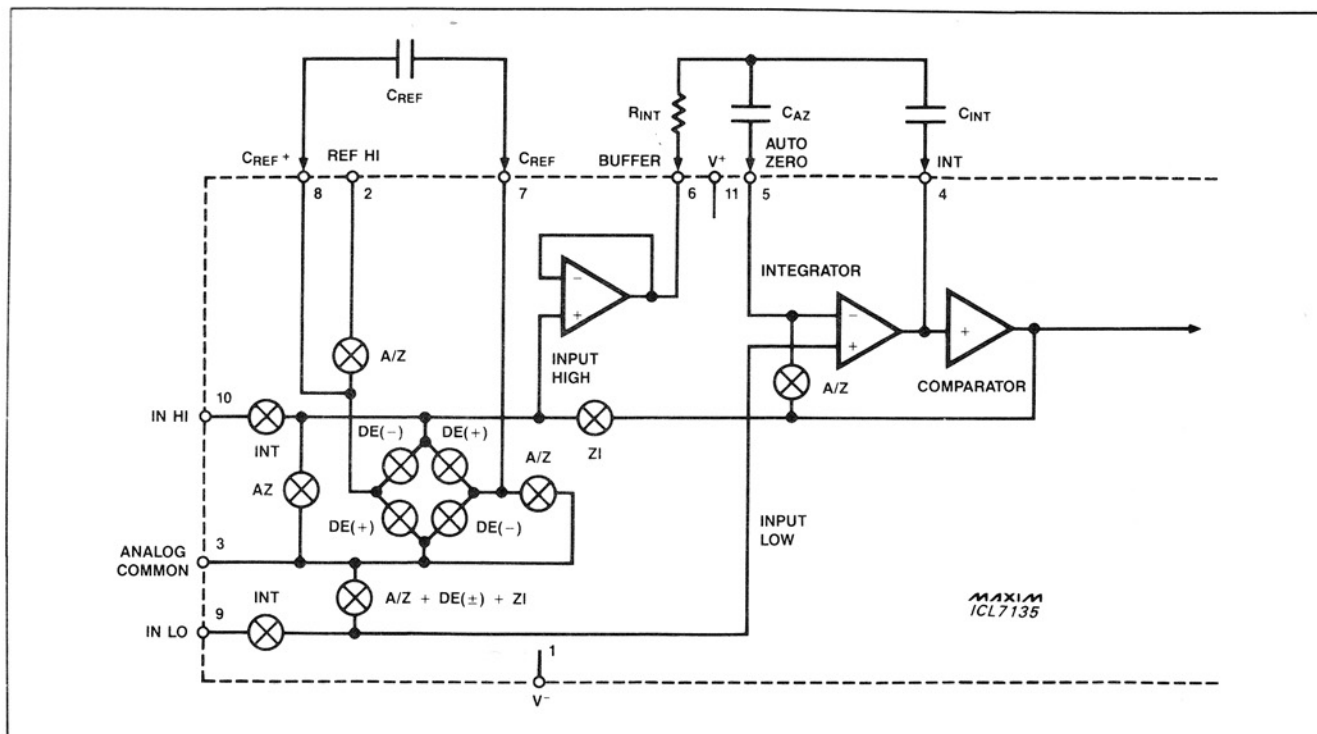 CREF
RINT
CAZ
CINT
CREF +
REF HI
CREF
BUFFER
V+
AUTO
ZERO
INT
8
2
7
6
11
5
4
INTEGRATOR
−
+
−
+
+
A/Z
INPUT
HIGH
A/Z
COMPARATOR
10
IN HI
INT
DE(−)
DE(+)
ZI
A/Z
AZ
DE(+)
DE(−)
INPUT
LOW
3
ANALOG
COMMON
INT
A/Z + DE(±) + ZI
9
IN LO
MAXIM
ICL7135
1
V−